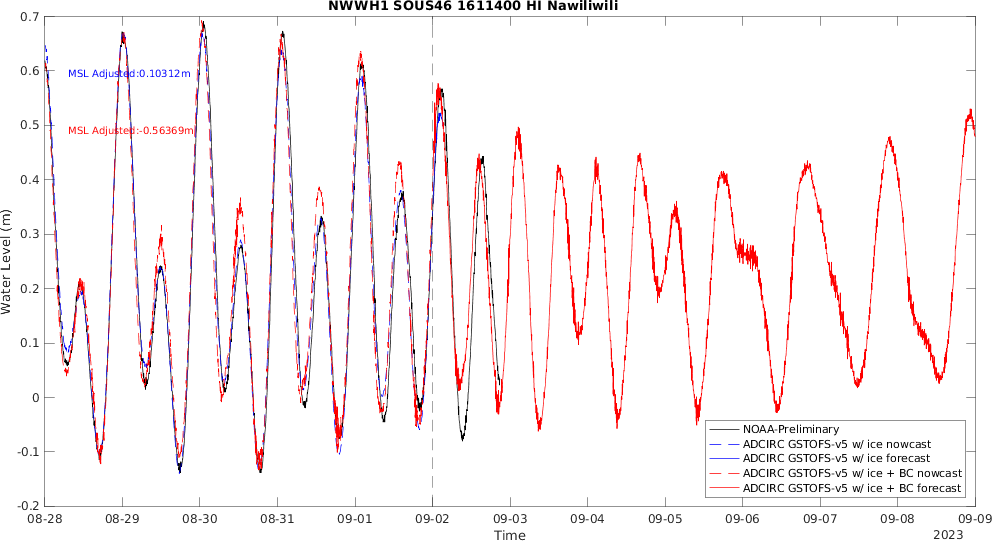 NWWH1 SOUS46 1611400 HI Nawiliwili
0.7
0.6
0.5
0.4
0.3
0.2
0.1
0
-0.1
-0.2
Water Level (m)
MSL Adjusted:0.10312m
MSL Adjusted:-0.56369m
NOAA-Preliminary
ADCIRC GSTOFS-v5 w/ ice nowcast
ADCIRC GSTOFS-v5 w/ ice forecast
ADCIRC GSTOFS-v5 w/ ice + BC nowcast
ADCIRC GSTOFS-v5 w/ ice + BC forecast
08-28 08-29 08-30 08-31 09-01 09-02 09-03 09-04 09-05 09-06 09-07 09-08 09-09
Time
2023